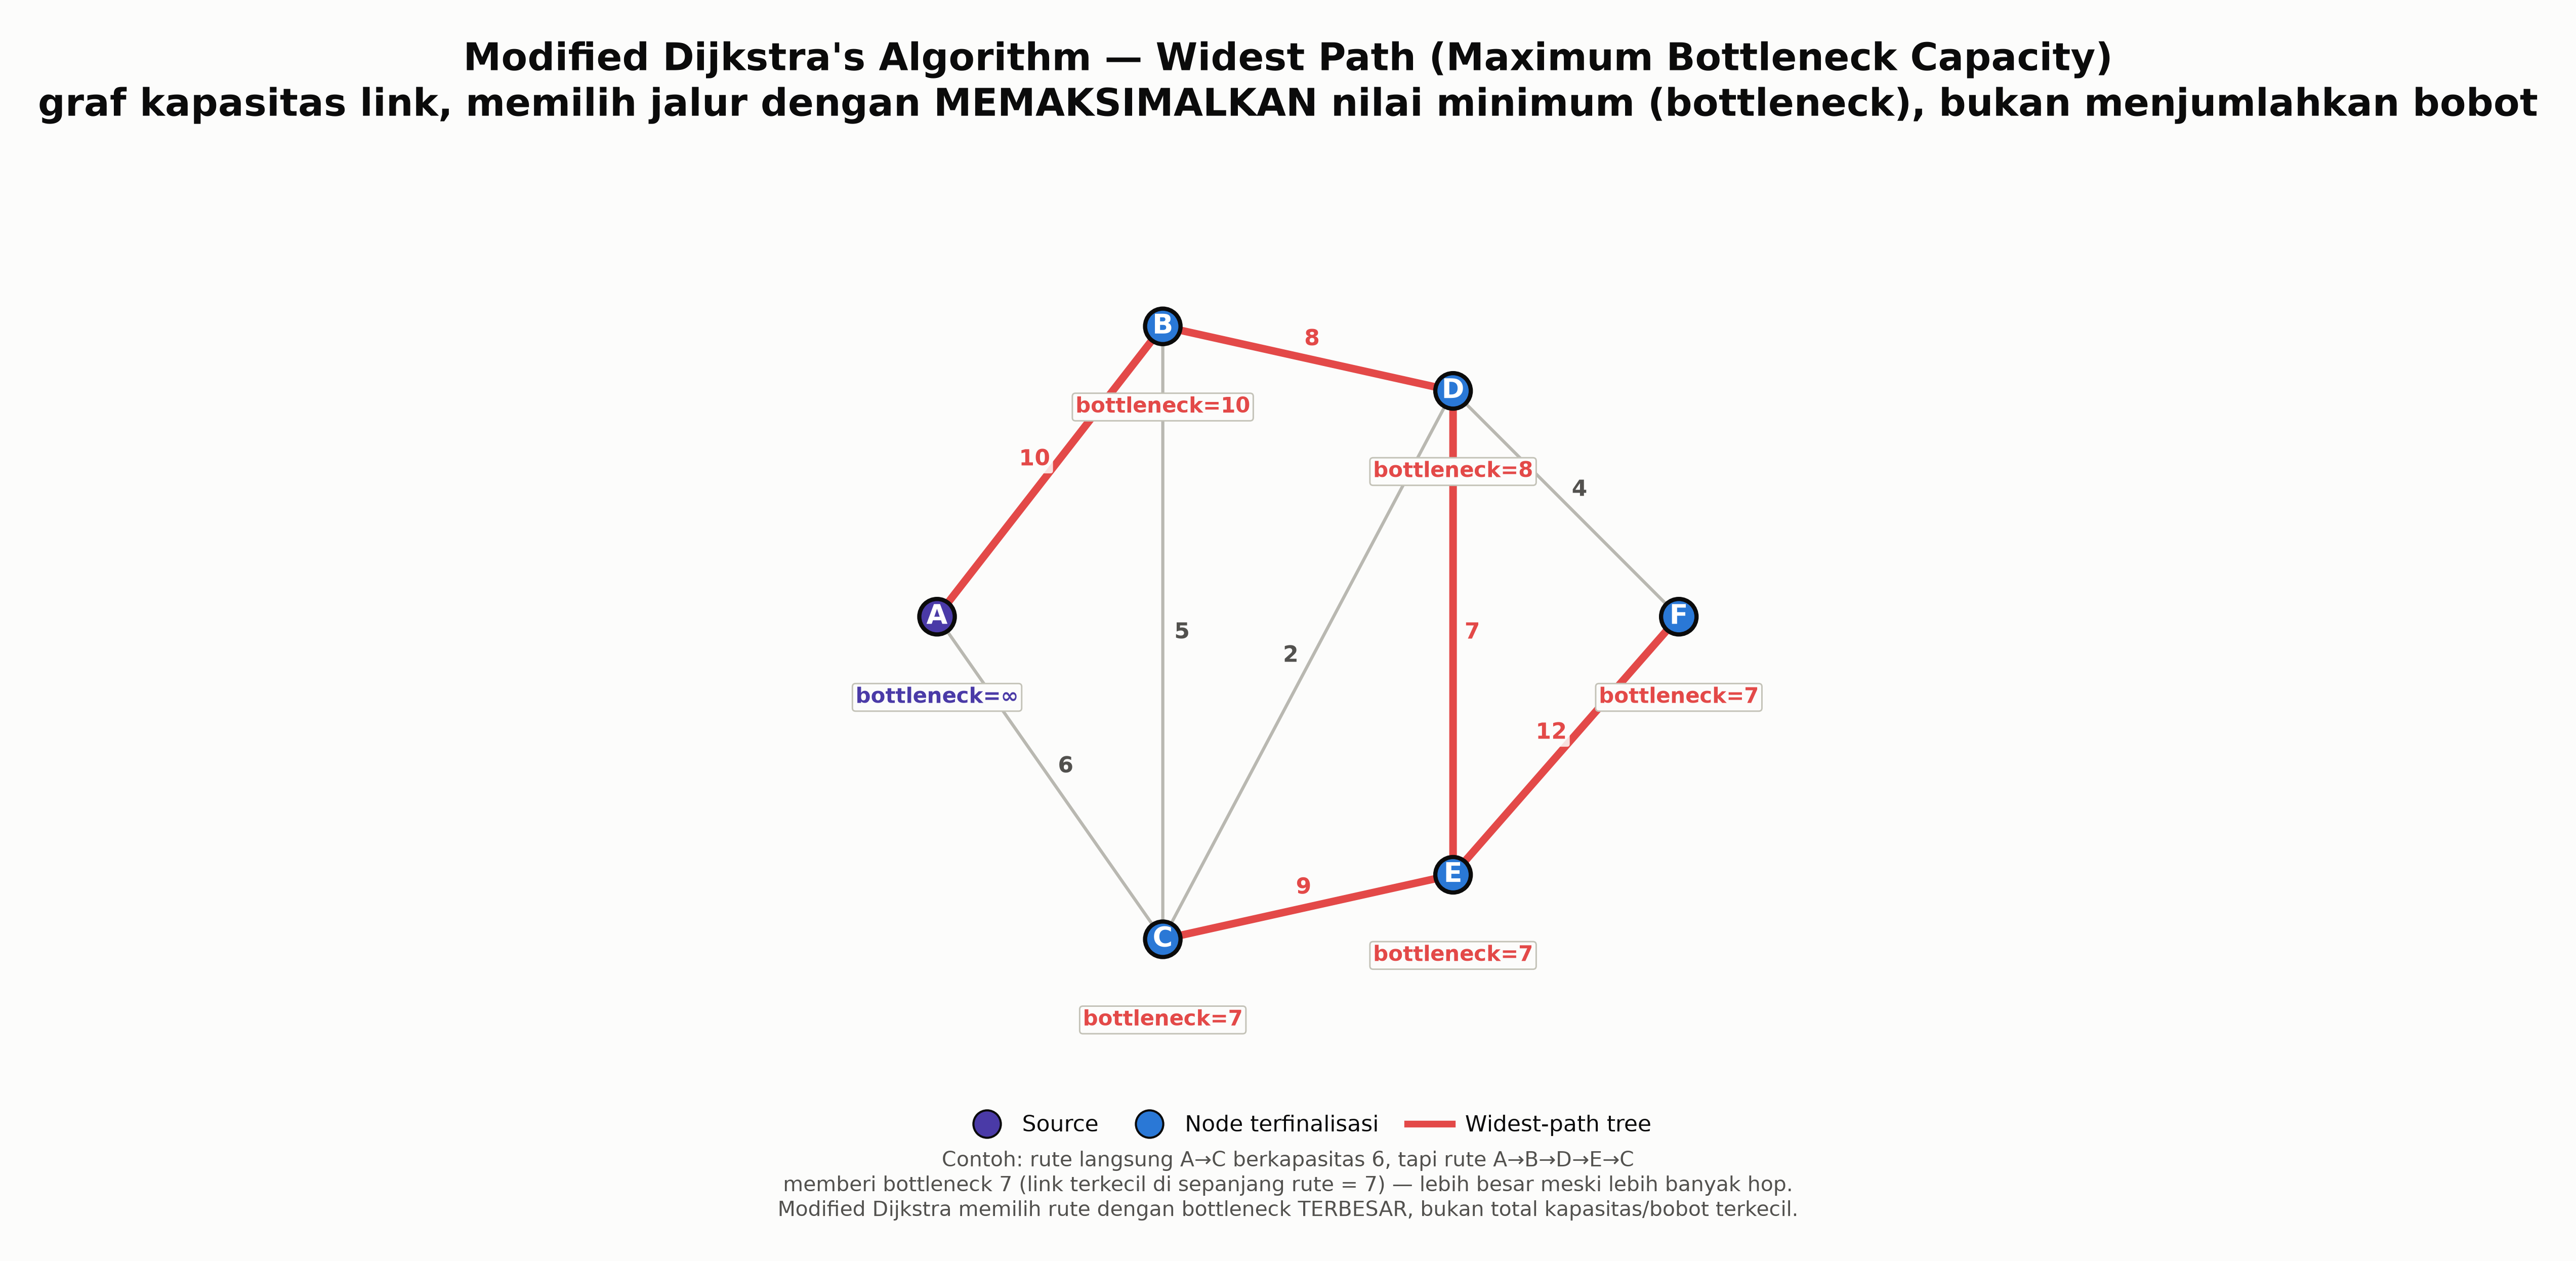 Modified Dijkstra's Algorithm — Widest Path (Maximum Bottleneck Capacity)
graf kapasitas link, memilih jalur dengan MEMAKSIMALKAN nilai minimum (bottleneck), bukan menjumlahkan bobot
B
8
D
bottleneck=10
10
bottleneck=8
4
A
5
2
7
F
bottleneck=∞
bottleneck=7
12
6
E
9
C
bottleneck=7
bottleneck=7
Source
Node terfinalisasi
Widest-path tree
Contoh: rute langsung A→C berkapasitas 6, tapi rute A→B→D→E→C
memberi bottleneck 7 (link terkecil di sepanjang rute = 7) — lebih besar meski lebih banyak hop.
Modified Dijkstra memilih rute dengan bottleneck TERBESAR, bukan total kapasitas/bobot terkecil.